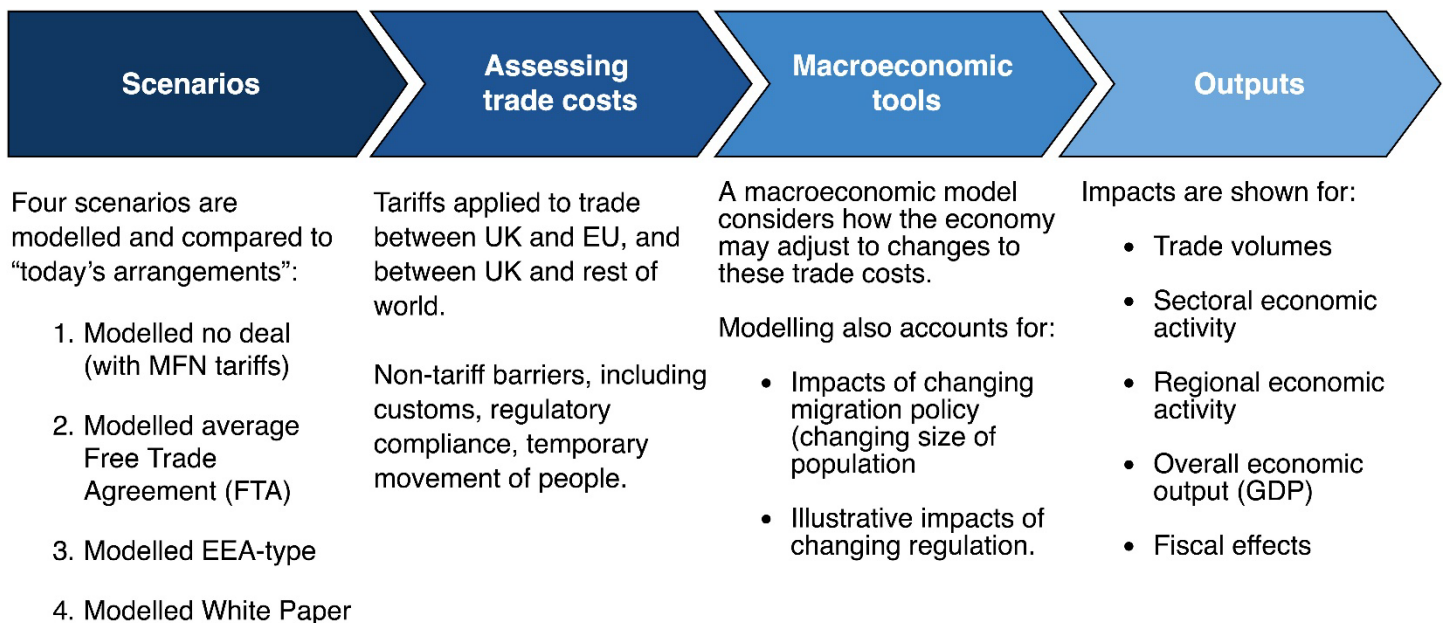 Scenarios
Assessing
trade costs
Macroeconomic
tools
Outputs
Four scenarios are
modelled and compared to
“today’s arrangements”:
1. Modelled no deal
(with MFN tariffs)
2. Modelled average
Free Trade
Agreement (FTA)
3. Modelled EEA-type
4. Modelled White Paper
Tariffs applied to trade
between UK and EU, and
between UK and rest of
world.
Non-tariff barriers, including
customs, regulatory
compliance, temporary
movement of people.
A macroeconomic model
considers how the economy
may adjust to changes to
these trade costs.
Modelling also accounts for:
• Impacts of changing
migration policy
(changing size of
population
• Illustrative impacts of
changing regulation.
Impacts are shown for:
• Trade volumes
• Sectoral economic
activity
• Regional economic
activity
• Overall economic
output (GDP)
• Fiscal effects